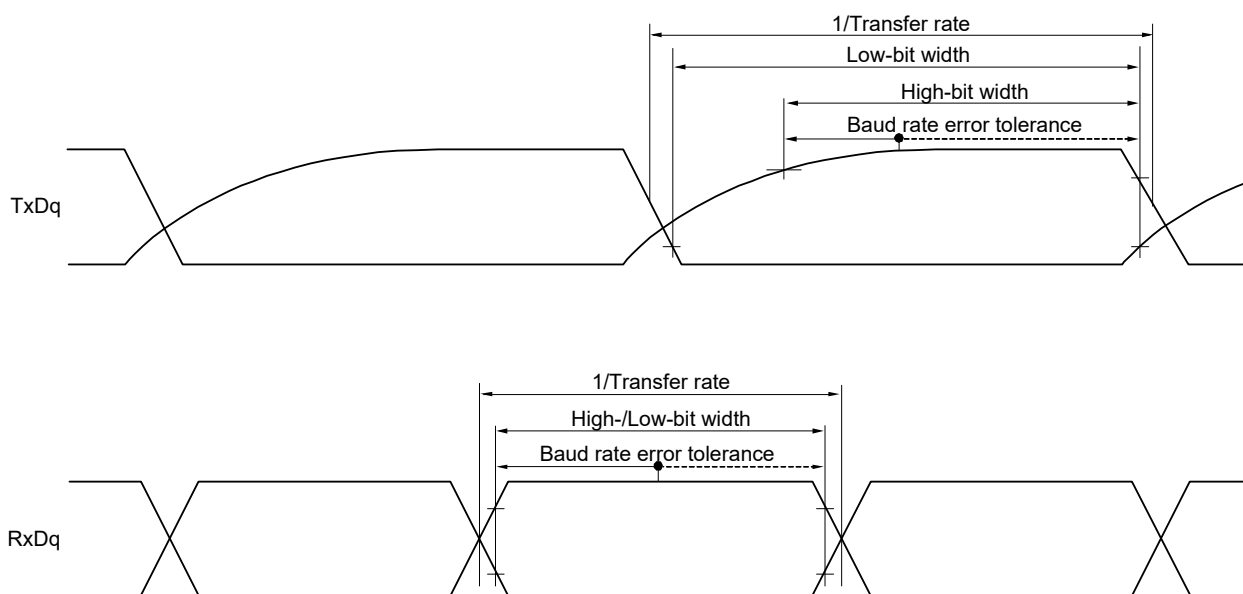 1/Transfer rate
Low-bit width
High-bit width
Baud rate error tolerance
TxDq
1/Transfer rate
High-/Low-bit width
Baud rate error tolerance
RxDq